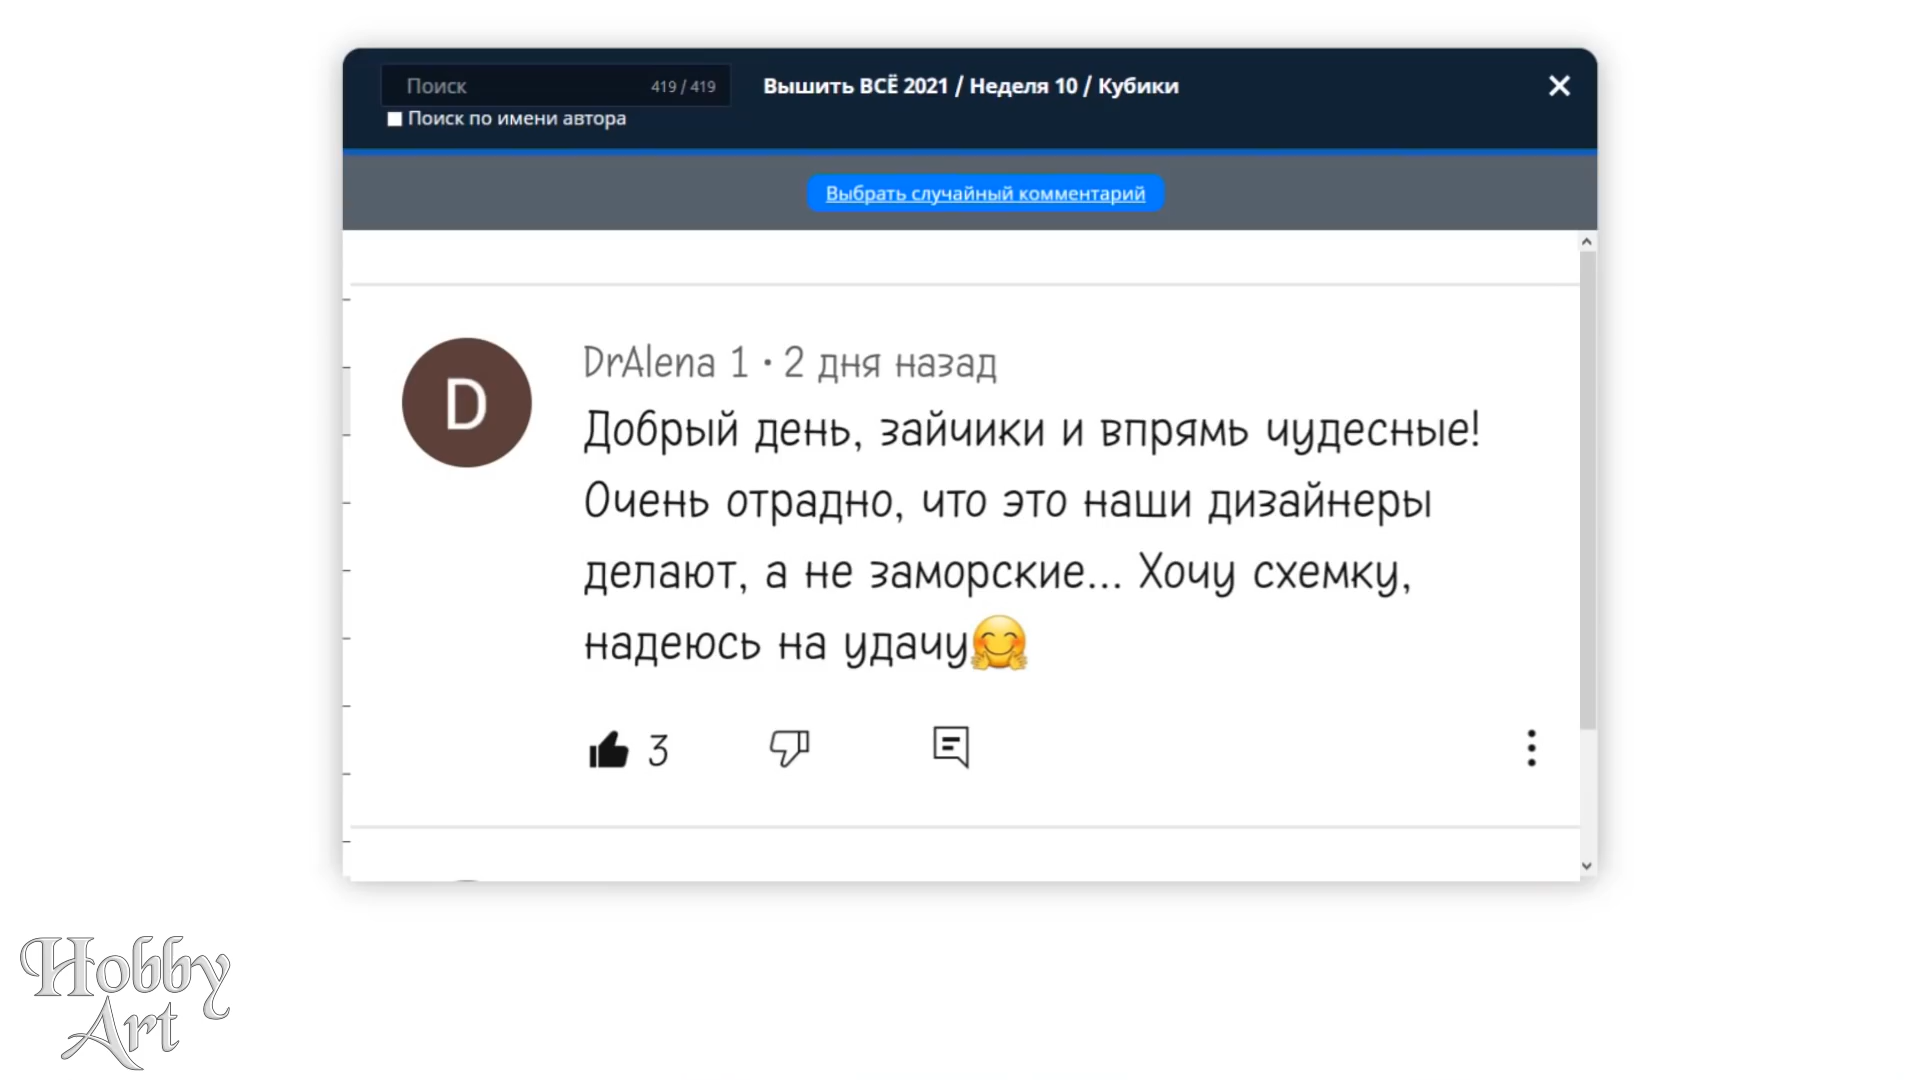 Поиск 419 / 419
Вышить ВСЁ 2021 / Неделя 10 / Кубики
Поиск по имени автора
Выбрать случайный комментарий
D
DrAlena 1 • 2 дня назад
Добрый день, зайчики и впрямь чудесные!
Очень отрадно, что это наши дизайнеры
делают, а не заморские... Хочу схемку,
надеюсь на удачу🤗
3
Hobby
Art